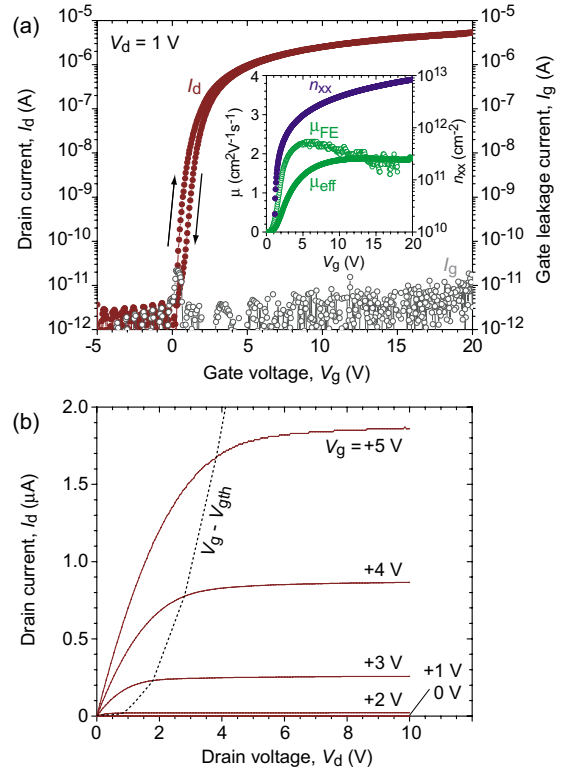 (a)
V_d = 1 V
I_d
Drain current, I_d (A)
10^-5
10^-6
10^-7
10^-8
10^-9
10^-10
10^-11
10^-12
Gate leakage current, I_g (A)
10^-5
10^-6
10^-7
10^-8
10^-9
10^-10
10^-11
10^-12
I_g
-5 0 5 10 15 20
Gate voltage, V_g (V)
n_xx
μ_FE
μ_eff
μ (cm^2V^-1s^-1)
4
3
2
1
0
n_xx (cm^-2)
10^13
10^12
10^11
10^10
0 5 10 15 20
V_g (V)
(b)
Drain current, I_d (μA)
2.0
1.5
1.0
0.5
0
V_g = +5 V
V_g - V_gth
+4 V
+3 V
+2 V
+1 V
0 V
0 2 4 6 8 10
Drain voltage, V_d (V)